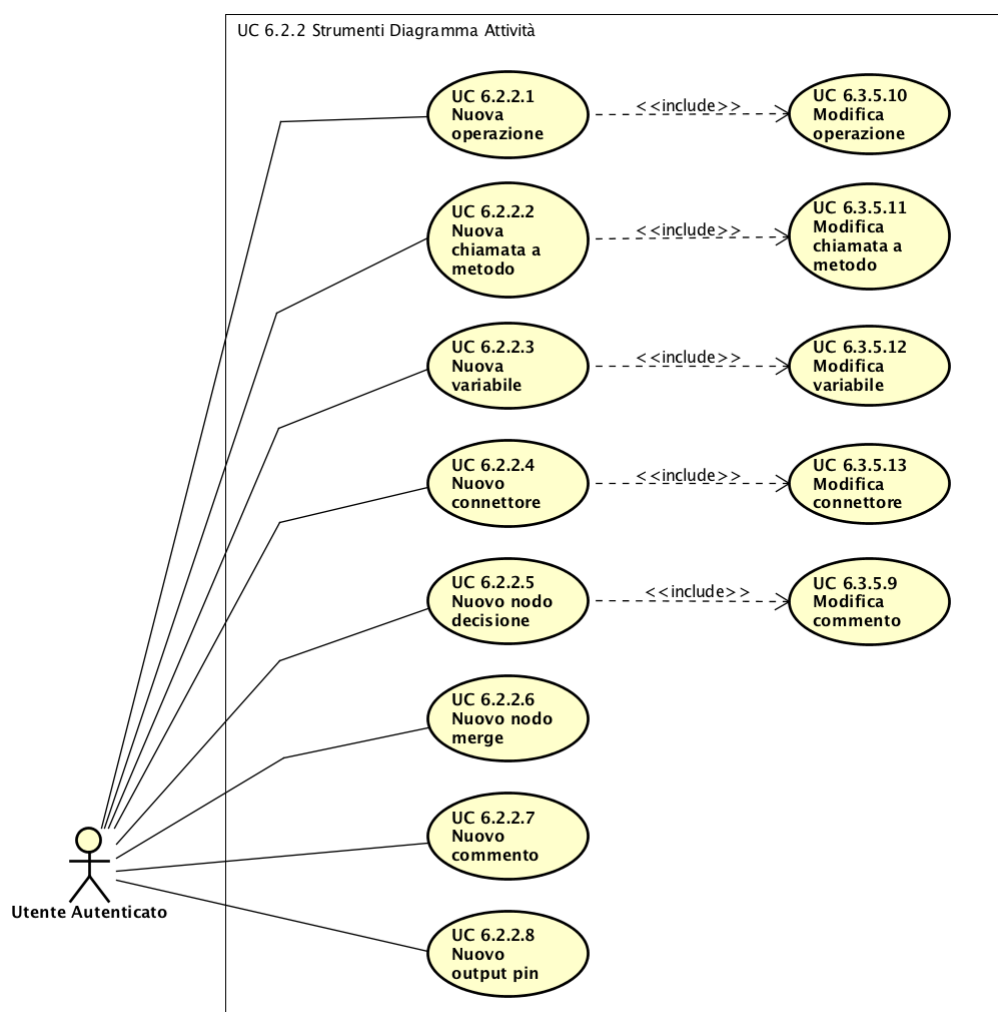 UC 6.2.2 Strumenti Diagramma Attività
UC 6.2.2.1
Nuova
operazione
<<include>>
UC 6.3.5.10
Modifica
operazione
UC 6.2.2.2
Nuova
chiamata a
metodo
<<include>>
UC 6.3.5.11
Modifica
chiamata a
metodo
UC 6.2.2.3
Nuova
variabile
<<include>>
UC 6.3.5.12
Modifica
variabile
UC 6.2.2.4
Nuovo
connettore
<<include>>
UC 6.3.5.13
Modifica
connettore
UC 6.2.2.5
Nuovo nodo
decisione
<<include>>
UC 6.3.5.9
Modifica
commento
UC 6.2.2.6
Nuovo nodo
merge
UC 6.2.2.7
Nuovo
commento
Utente Autenticato
UC 6.2.2.8
Nuovo
output pin